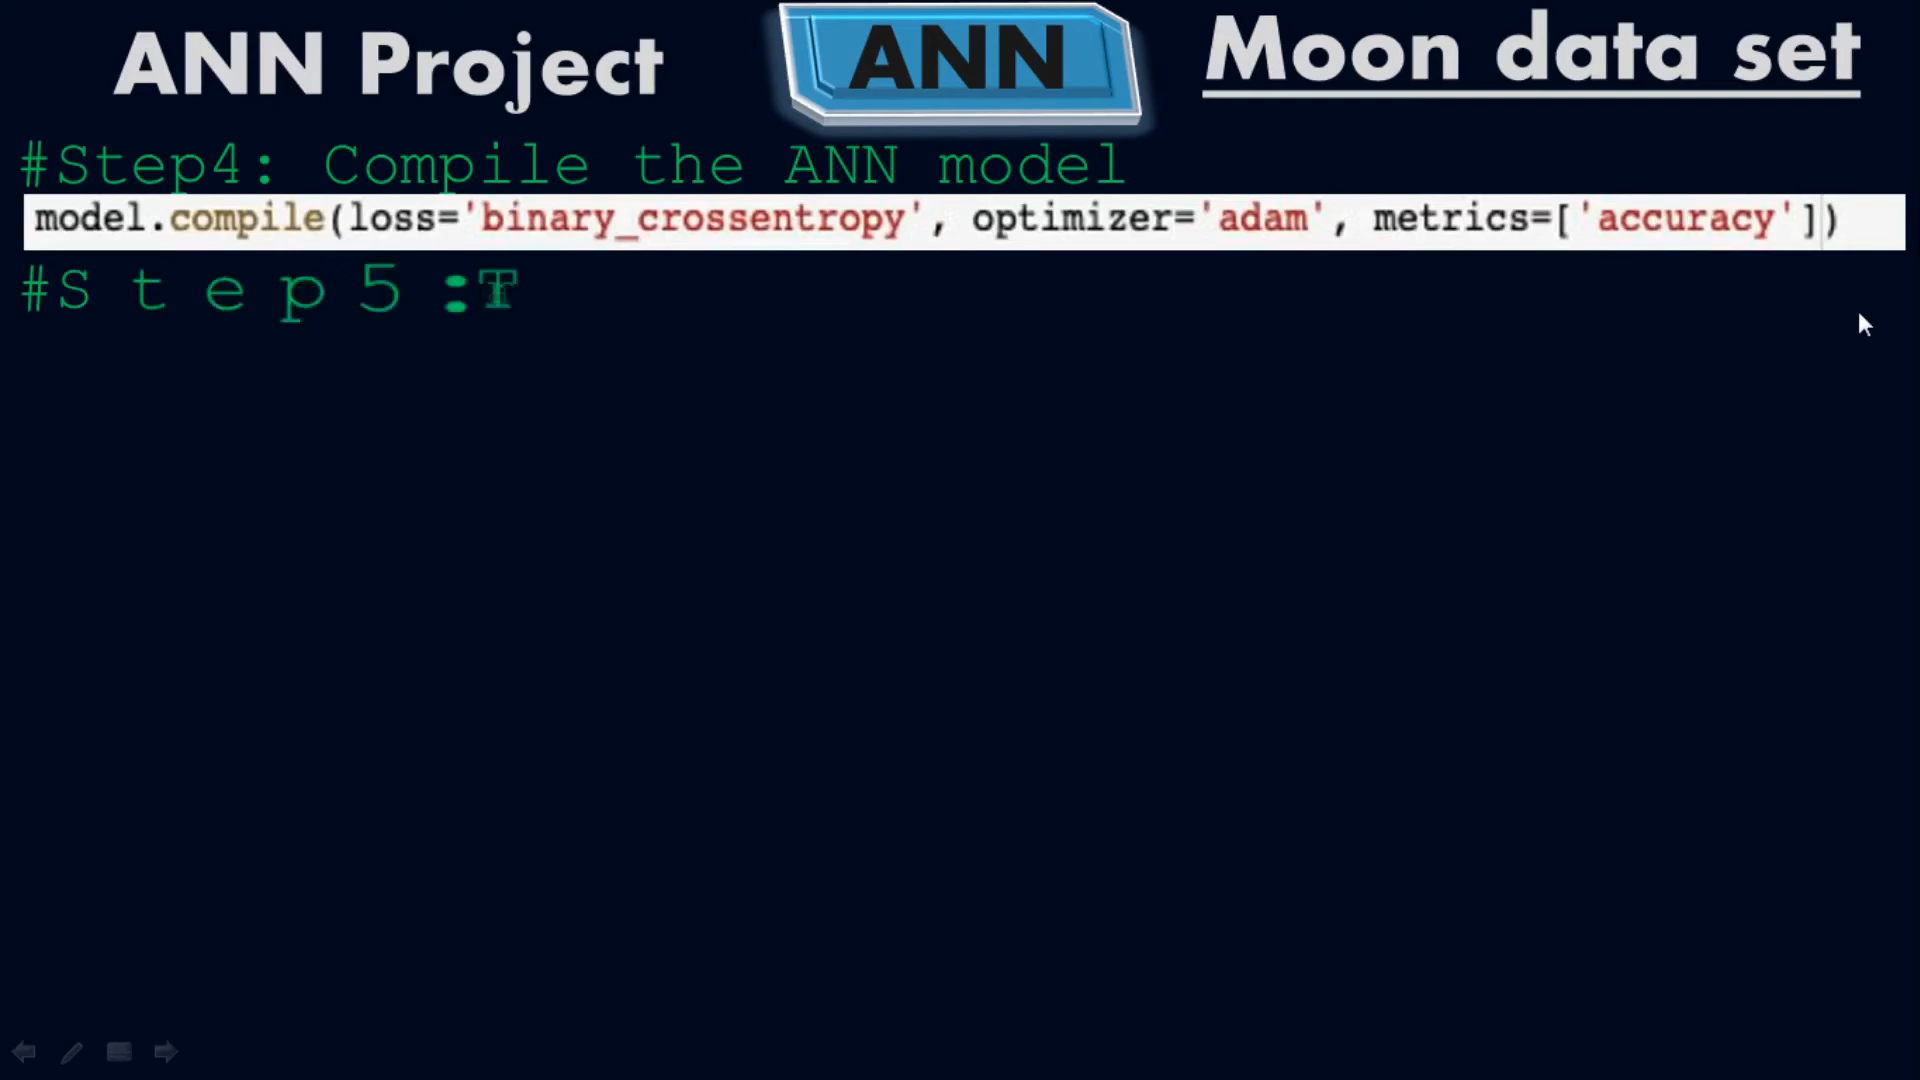 ANN Project
ANN
Moon data set
#Step4: Compile the ANN model
model.compile(loss='binary_crossentropy', optimizer='adam', metrics=['accuracy'])
#Step5:T